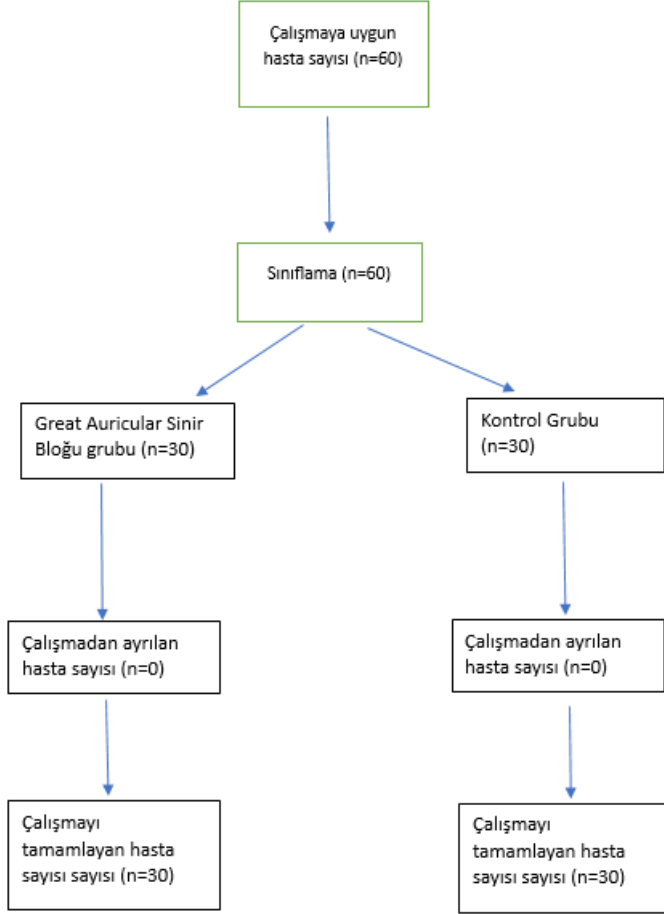 Çalışmaya uygun
hasta sayısı (n=60)
Sınıflama (n=60)
Great Auricular Sinir
Bloğu grubu (n=30)
Kontrol Grubu
(n=30)
Çalışmadan ayrılan
hasta sayısı (n=0)
Çalışmadan ayrılan
hasta sayısı (n=0)
Çalışmayı
tamamlayan hasta
sayısı sayısı (n=30)
Çalışmayı
tamamlayan hasta
sayısı sayısı (n=30)